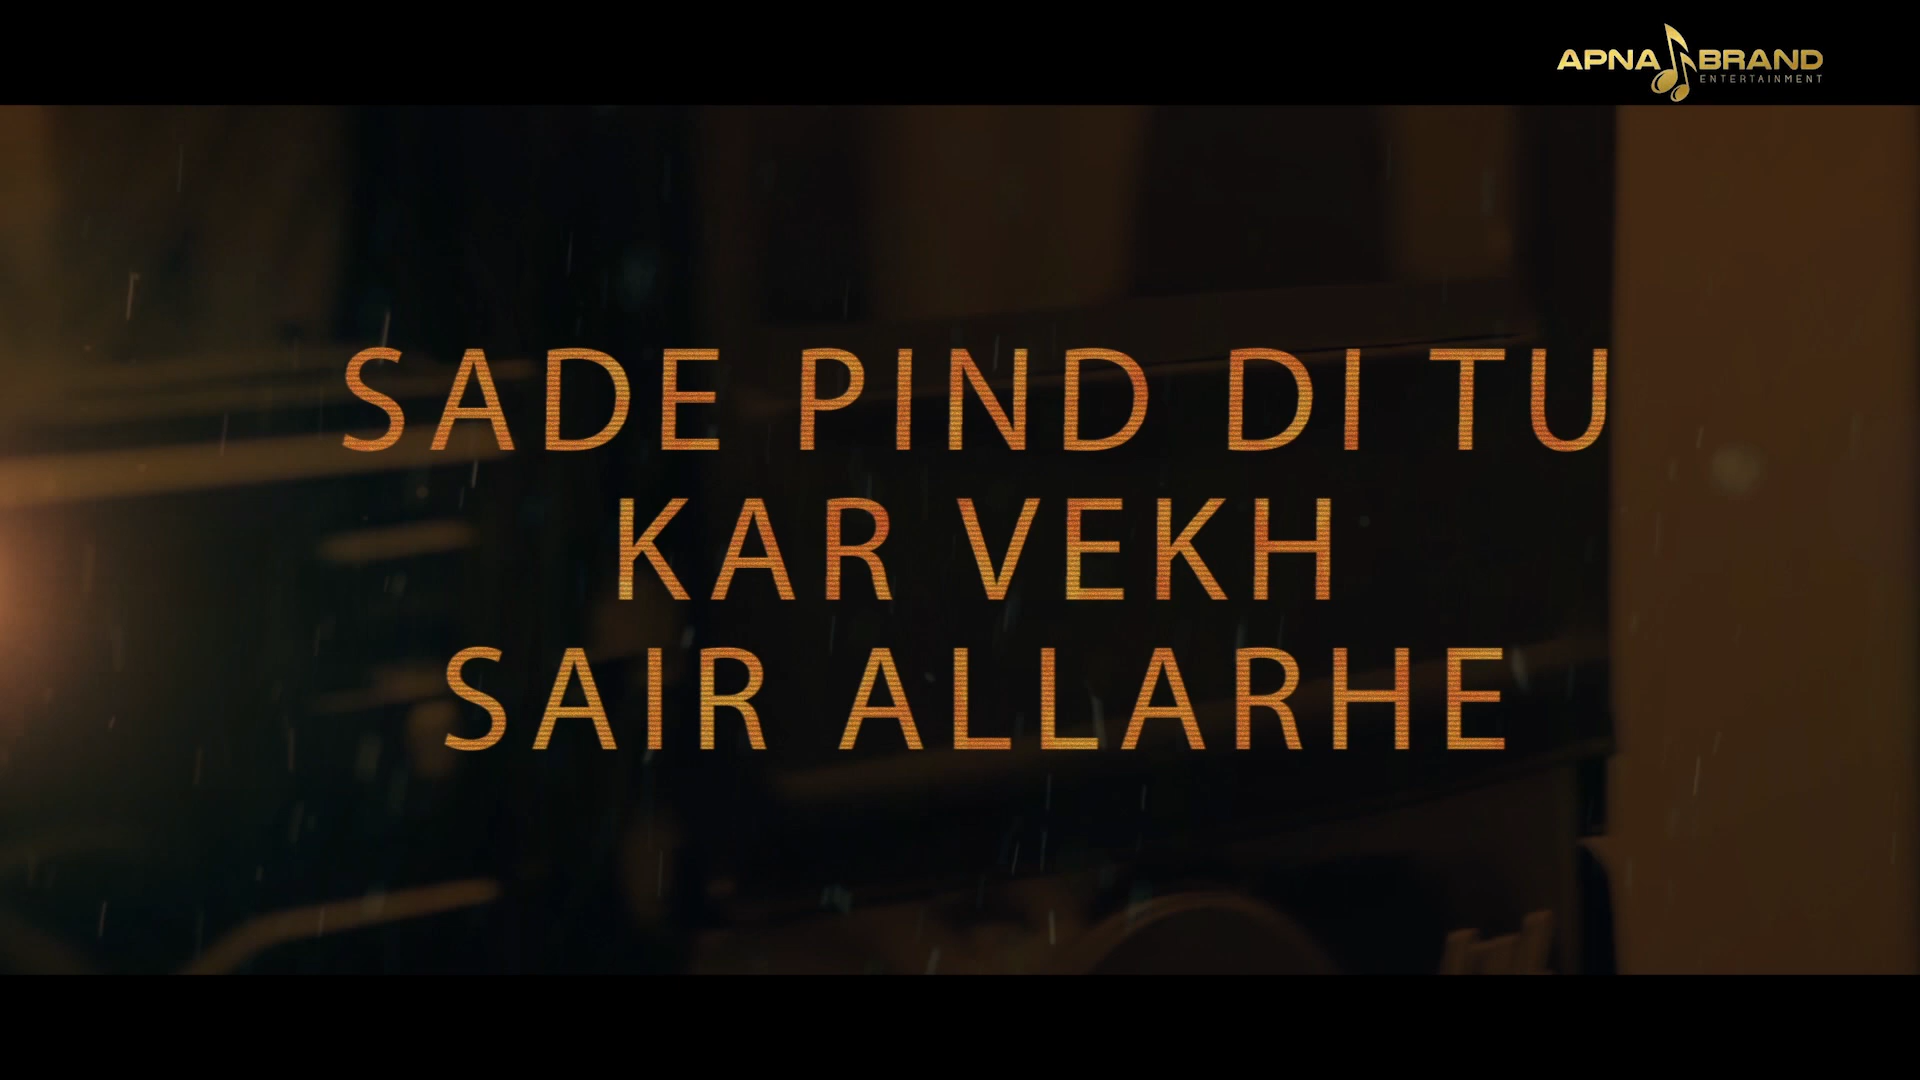 APNA BRAND
ENTERTAINMENT
SADE PIND DI TU
KAR VEKH
SAIR ALLARHE